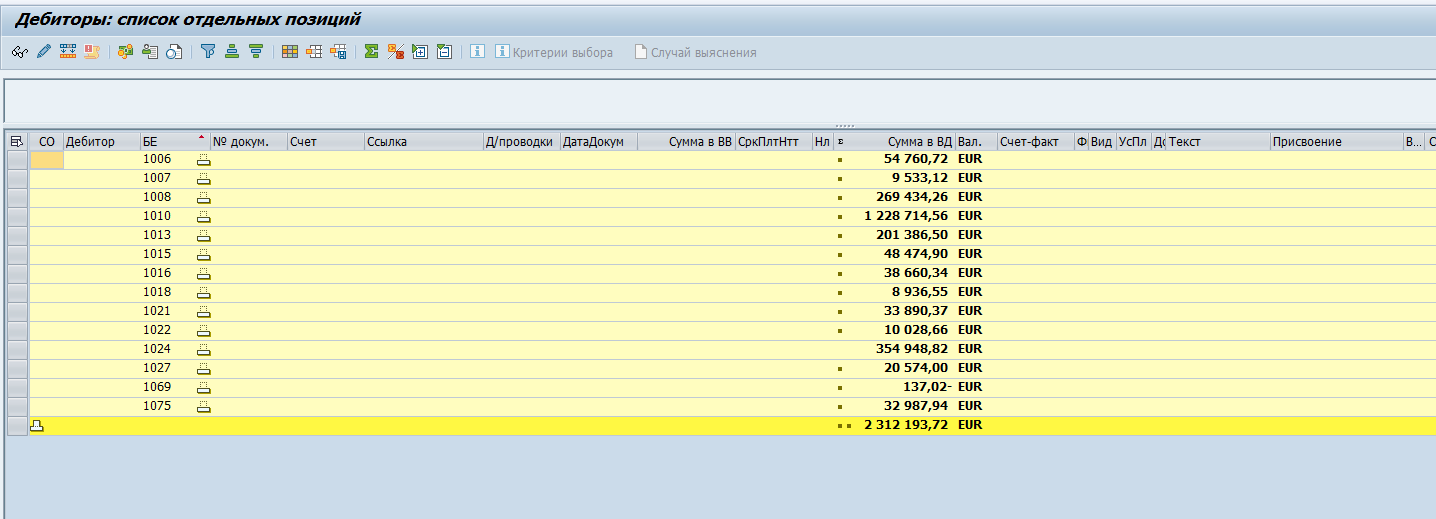 Дебиторы: список отдельных позиций
Критерии выбора Случай выяснения
СО Дебитор БЕ № докум. Счет Ссылка Д/проводки ДатаДокум Сумма в ВВ СркПлтНтт Нл Σ Сумма в ВД Вал. Счет-факт Ф Вид УсПл До Текст Присвоение В... С
1006 54 760,72 EUR
1007 9 533,12 EUR
1008 269 434,26 EUR
1010 1 228 714,56 EUR
1013 201 386,50 EUR
1015 48 474,90 EUR
1016 38 660,34 EUR
1018 8 936,55 EUR
1021 33 890,37 EUR
1022 10 028,66 EUR
1024 354 948,82 EUR
1027 20 574,00 EUR
1069 137,02- EUR
1075 32 987,94 EUR
2 312 193,72 EUR